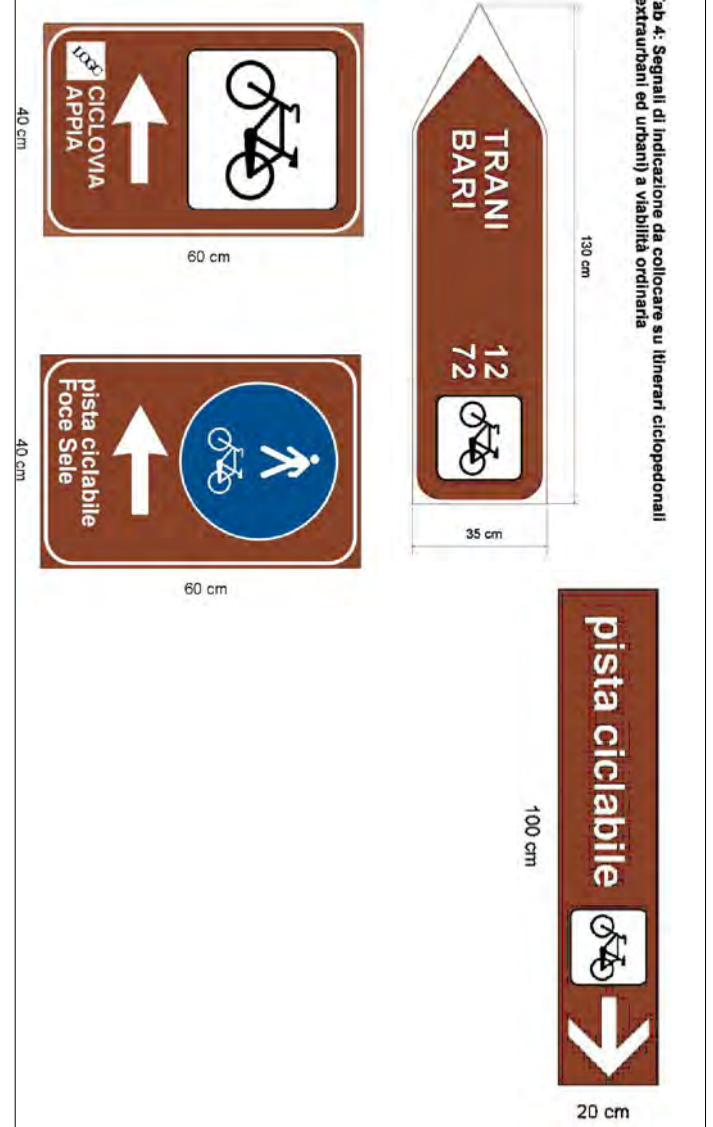 Tab 4: Segnali di indicazione da collocare su itinerari ciclopedonali
extraurbani ed urbani) a viabilità ordinaria
130 cm
TRANI 12
BARI 72
35 cm
pista ciclabile
100 cm
20 cm
LOGC
CICLOVIA
APPIA
40 cm
60 cm
pista ciclabile
Foce Sele
40 cm
60 cm